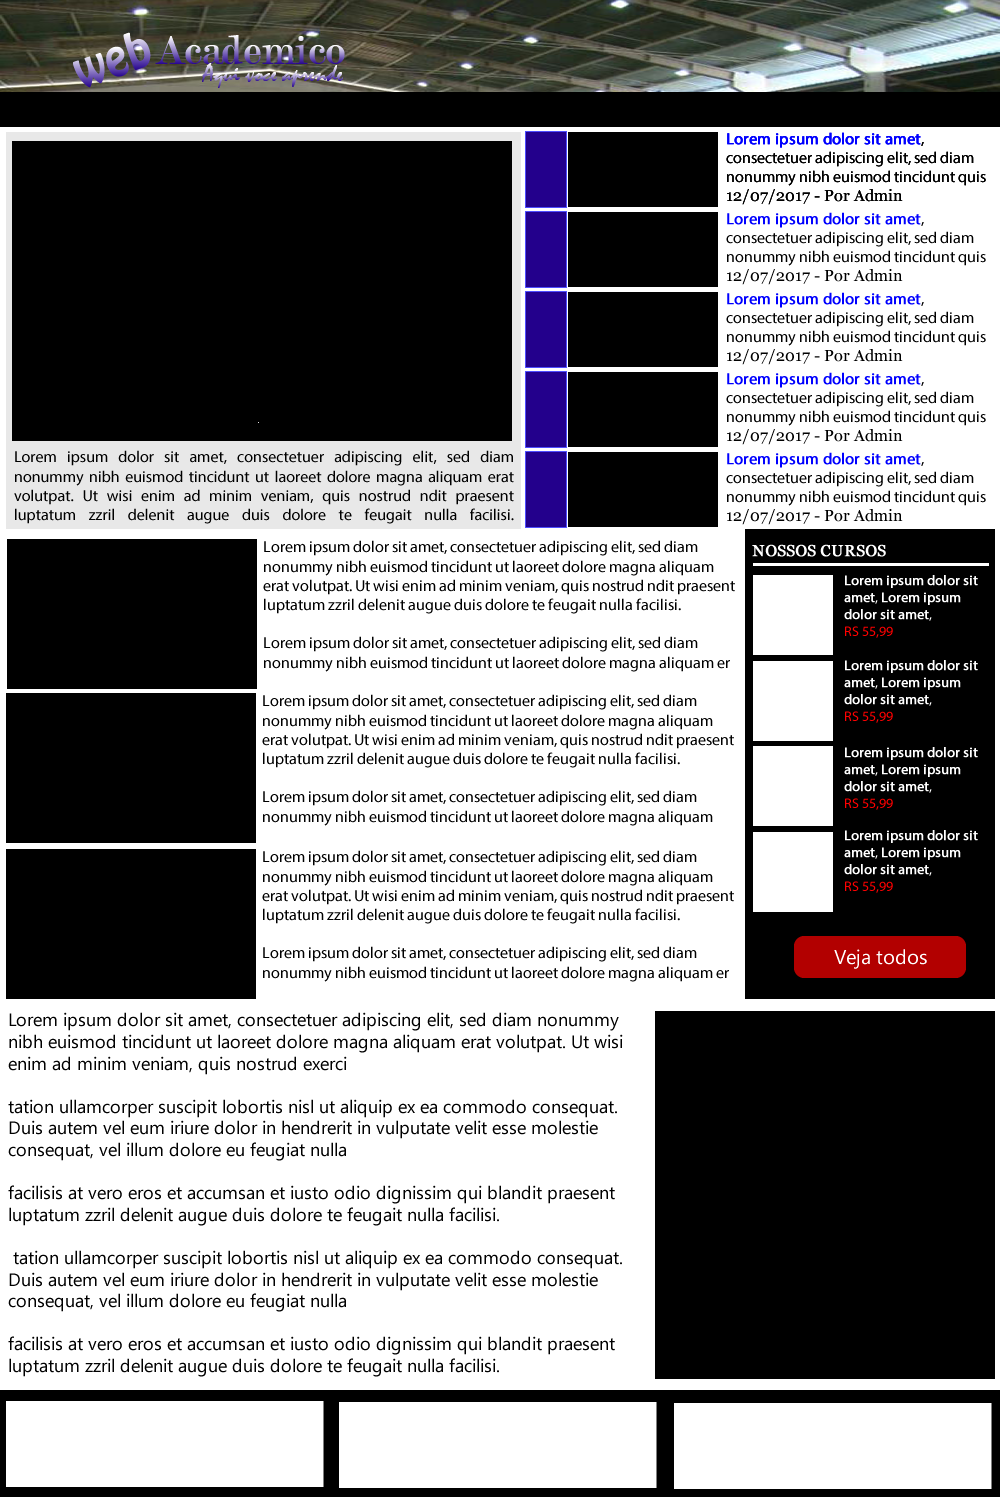 web Academico
Aqui você aprende
Lorem ipsum dolor sit amet, consectetuer adipiscing elit, sed diam
nonummy nibh euismod tincidunt ut laoreet dolore magna aliquam erat
volutpat. Ut wisi enim ad minim veniam, quis nostrud ndit praesent
luptatum zzril delenit augue duis dolore te feugait nulla facilisi.
Lorem ipsum dolor sit amet,
consectetuer adipiscing elit, sed diam
nonummy nibh euismod tincidunt quis
12/07/2017 - Por Admin
Lorem ipsum dolor sit amet,
consectetuer adipiscing elit, sed diam
nonummy nibh euismod tincidunt quis
12/07/2017 - Por Admin
Lorem ipsum dolor sit amet,
consectetuer adipiscing elit, sed diam
nonummy nibh euismod tincidunt quis
12/07/2017 - Por Admin
Lorem ipsum dolor sit amet,
consectetuer adipiscing elit, sed diam
nonummy nibh euismod tincidunt quis
12/07/2017 - Por Admin
Lorem ipsum dolor sit amet,
consectetuer adipiscing elit, sed diam
nonummy nibh euismod tincidunt quis
12/07/2017 - Por Admin
Lorem ipsum dolor sit amet, consectetuer adipiscing elit, sed diam
nonummy nibh euismod tincidunt ut laoreet dolore magna aliquam
erat volutpat. Ut wisi enim ad minim veniam, quis nostrud ndit praesent
luptatum zzril delenit augue duis dolore te feugait nulla facilisi.
Lorem ipsum dolor sit amet, consectetuer adipiscing elit, sed diam
nonummy nibh euismod tincidunt ut laoreet dolore magna aliquam er
Lorem ipsum dolor sit amet, consectetuer adipiscing elit, sed diam
nonummy nibh euismod tincidunt ut laoreet dolore magna aliquam
erat volutpat. Ut wisi enim ad minim veniam, quis nostrud ndit praesent
luptatum zzril delenit augue duis dolore te feugait nulla facilisi.
Lorem ipsum dolor sit amet, consectetuer adipiscing elit, sed diam
nonummy nibh euismod tincidunt ut laoreet dolore magna aliquam
Lorem ipsum dolor sit amet, consectetuer adipiscing elit, sed diam
nonummy nibh euismod tincidunt ut laoreet dolore magna aliquam
erat volutpat. Ut wisi enim ad minim veniam, quis nostrud ndit praesent
luptatum zzril delenit augue duis dolore te feugait nulla facilisi.
Lorem ipsum dolor sit amet, consectetuer adipiscing elit, sed diam
nonummy nibh euismod tincidunt ut laoreet dolore magna aliquam er
NOSSOS CURSOS
Lorem ipsum dolor sit
amet, Lorem ipsum
dolor sit amet,
RS 55,99
Lorem ipsum dolor sit
amet, Lorem ipsum
dolor sit amet,
RS 55,99
Lorem ipsum dolor sit
amet, Lorem ipsum
dolor sit amet,
RS 55,99
Lorem ipsum dolor sit
amet, Lorem ipsum
dolor sit amet,
RS 55,99
Veja todos
Lorem ipsum dolor sit amet, consectetuer adipiscing elit, sed diam nonummy
nibh euismod tincidunt ut laoreet dolore magna aliquam erat volutpat. Ut wisi
enim ad minim veniam, quis nostrud exerci
tation ullamcorper suscipit lobortis nisl ut aliquip ex ea commodo consequat.
Duis autem vel eum iriure dolor in hendrerit in vulputate velit esse molestie
consequat, vel illum dolore eu feugiat nulla
facilisis at vero eros et accumsan et iusto odio dignissim qui blandit praesent
luptatum zzril delenit augue duis dolore te feugait nulla facilisi.
tation ullamcorper suscipit lobortis nisl ut aliquip ex ea commodo consequat.
Duis autem vel eum iriure dolor in hendrerit in vulputate velit esse molestie
consequat, vel illum dolore eu feugiat nulla
facilisis at vero eros et accumsan et iusto odio dignissim qui blandit praesent
luptatum zzril delenit augue duis dolore te feugait nulla facilisi.